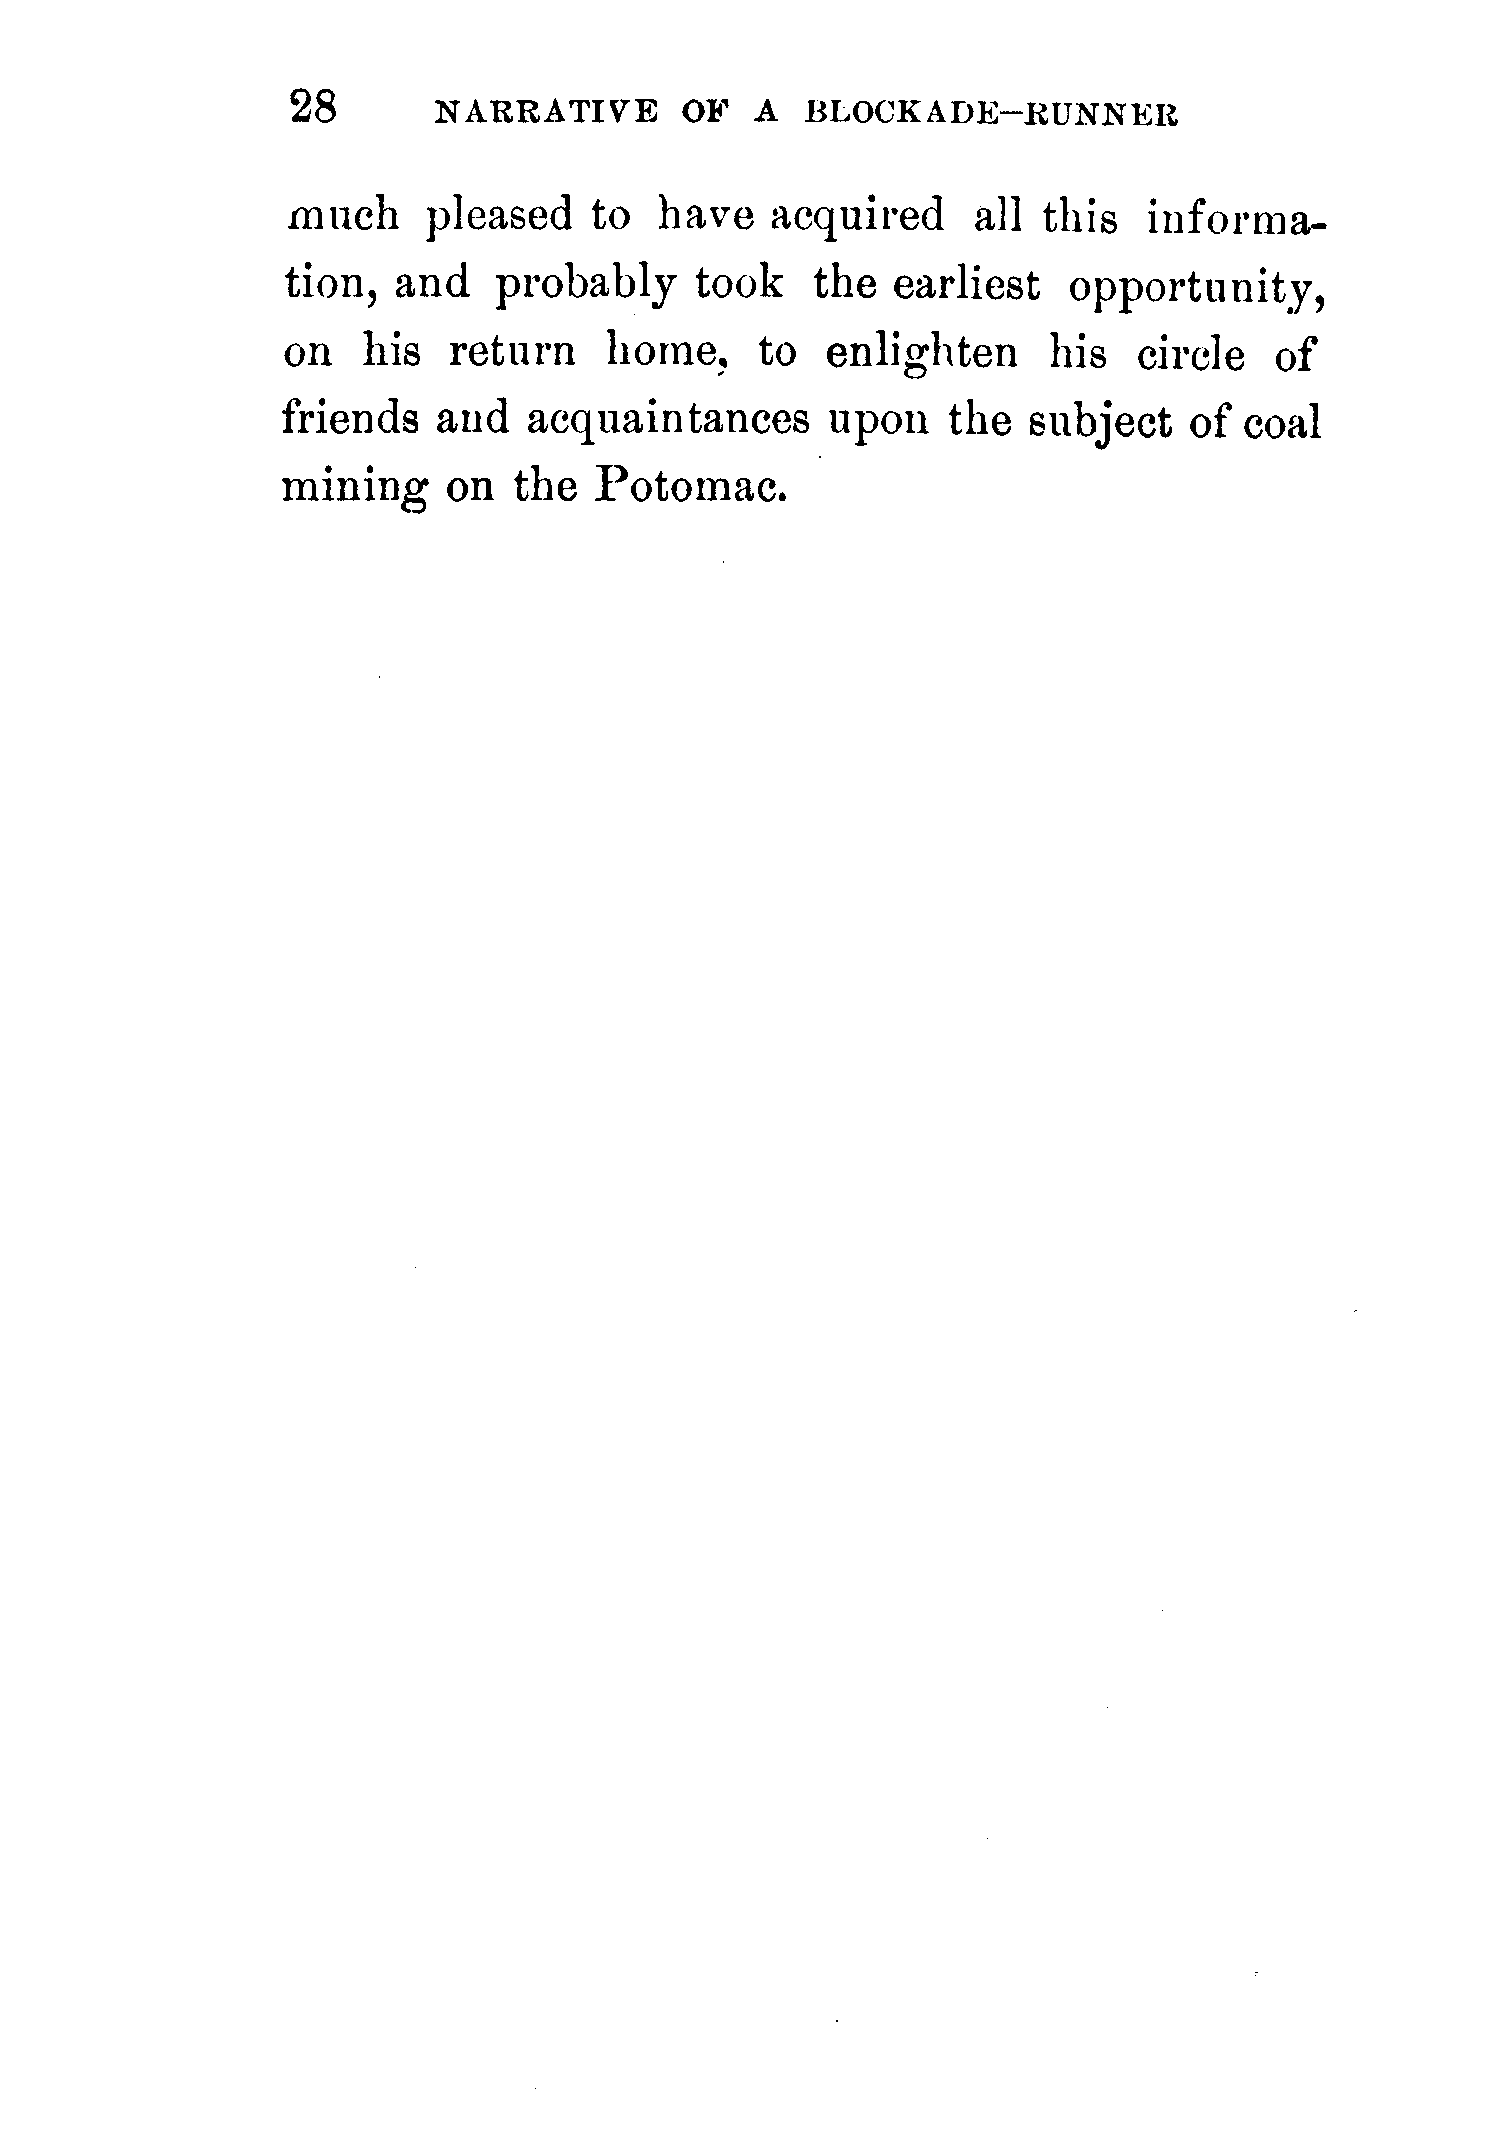 28 NARRATIVE OF A BLOCKADE-RUNNER
much pleased to have acquired all this informa-
tion, and probably took the earliest opportunity,
on his return home, to enlighten his circle of
friends and acquaintances upon the subject of coal
mining on the Potomac.